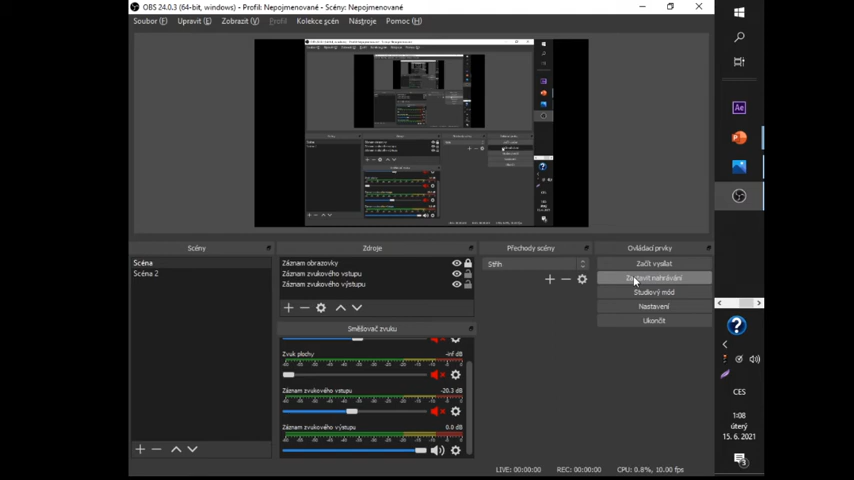 OBS 24.0.3 (64-bit, windows) - Profil: Nepojmenované - Scény: Nepojmenované
Soubor (F) Upravit (E) Zobrazit (V) Profil Kolekce scén Nástroje Pomoc (H)
Scény
Scéna
Scéna 2
Zdroje
Záznam obrazovky
Záznam zvukového vstupu
Záznam zvukového výstupu
Směšovač zvuku
Zvuk plochy -inf dB
Záznam zvukového vstupu -20.3 dB
Záznam zvukového výstupu 0.0 dB
Přechody scény
Střih
Ovládací prvky
Začít vysílat
Zastavit nahrávání
Studiový mód
Nastavení
Ukončit
LIVE: 00:00:00 REC: 00:00:00 CPU: 0.8%, 10.00 fps
Ae
P
?
CES
1:08
úterý
15. 6. 2021
3